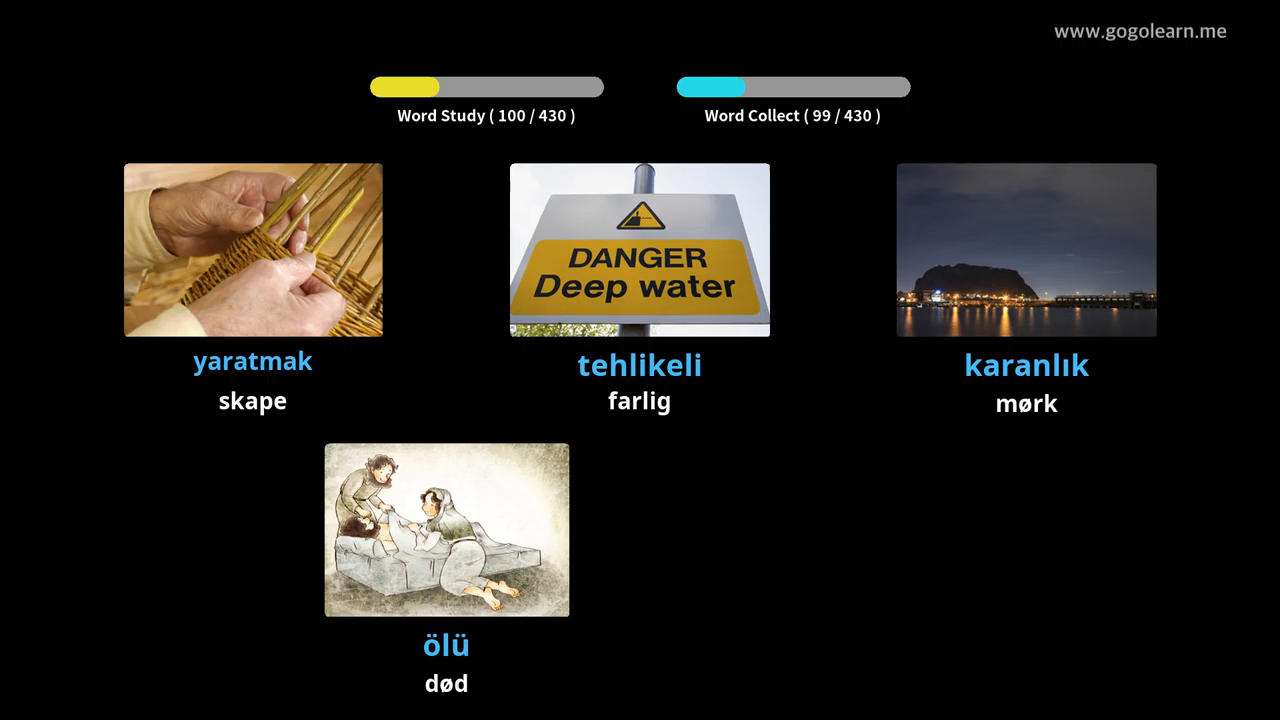 www.gogolearn.me
Word Study ( 100 / 430 )
Word Collect ( 99 / 430 )
DANGER
Deep water
yaratmak
tehlikeli
karanlık
skape
farlig
mørk
ölü
død